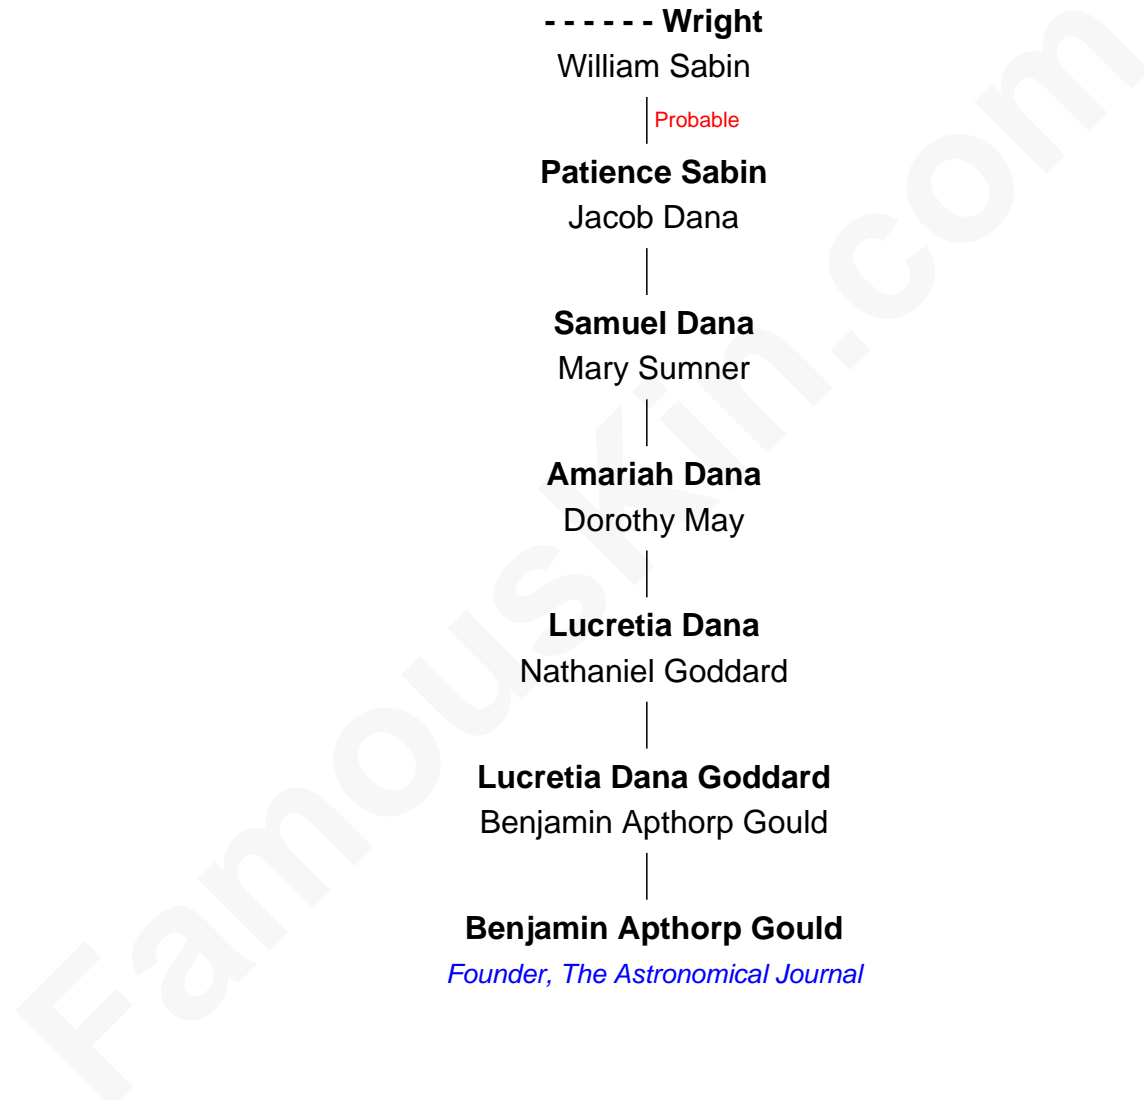 - - - - - - Wright
William Sabin
Probable
Patience Sabin
Jacob Dana
Samuel Dana
Mary Sumner
Amariah Dana
Dorothy May
Lucretia Dana
Nathaniel Goddard
Lucretia Dana Goddard
Benjamin Apthorp Gould
Benjamin Apthorp Gould
Founder, The Astronomical Journal
FamousKin.com